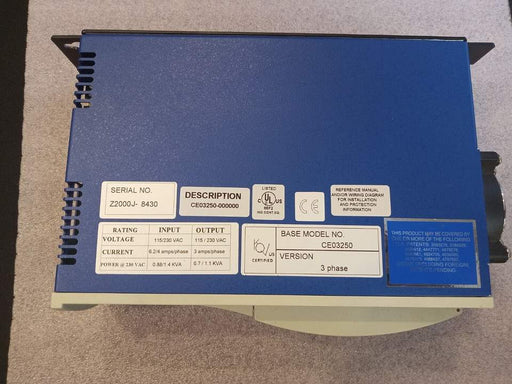 SERIAL NO.
Z2000J- 8430
DESCRIPTION
CE03250-000000
LISTED
C UL US
CE
REFERENCE MANUAL
AND/OR WIRING DIAGRAM
FOR INSTALLATION
AND PROTECTION
INFORMATION
RATING INPUT OUTPUT
VOLTAGE 115/230 VAC 115 / 230 VAC
CURRENT 6.2/4 amps/phase 3 amps/phase
POWER @ 230 VAC 0.88/1.4 KVA 0.7 / 1.1 KVA
US
CERTIFIED
BASE MODEL NO.
CE03250
VERSION
3 phase
THIS PRODUCT MAY BE COVERED BY
ONE OR MORE OF THE FOLLOWING